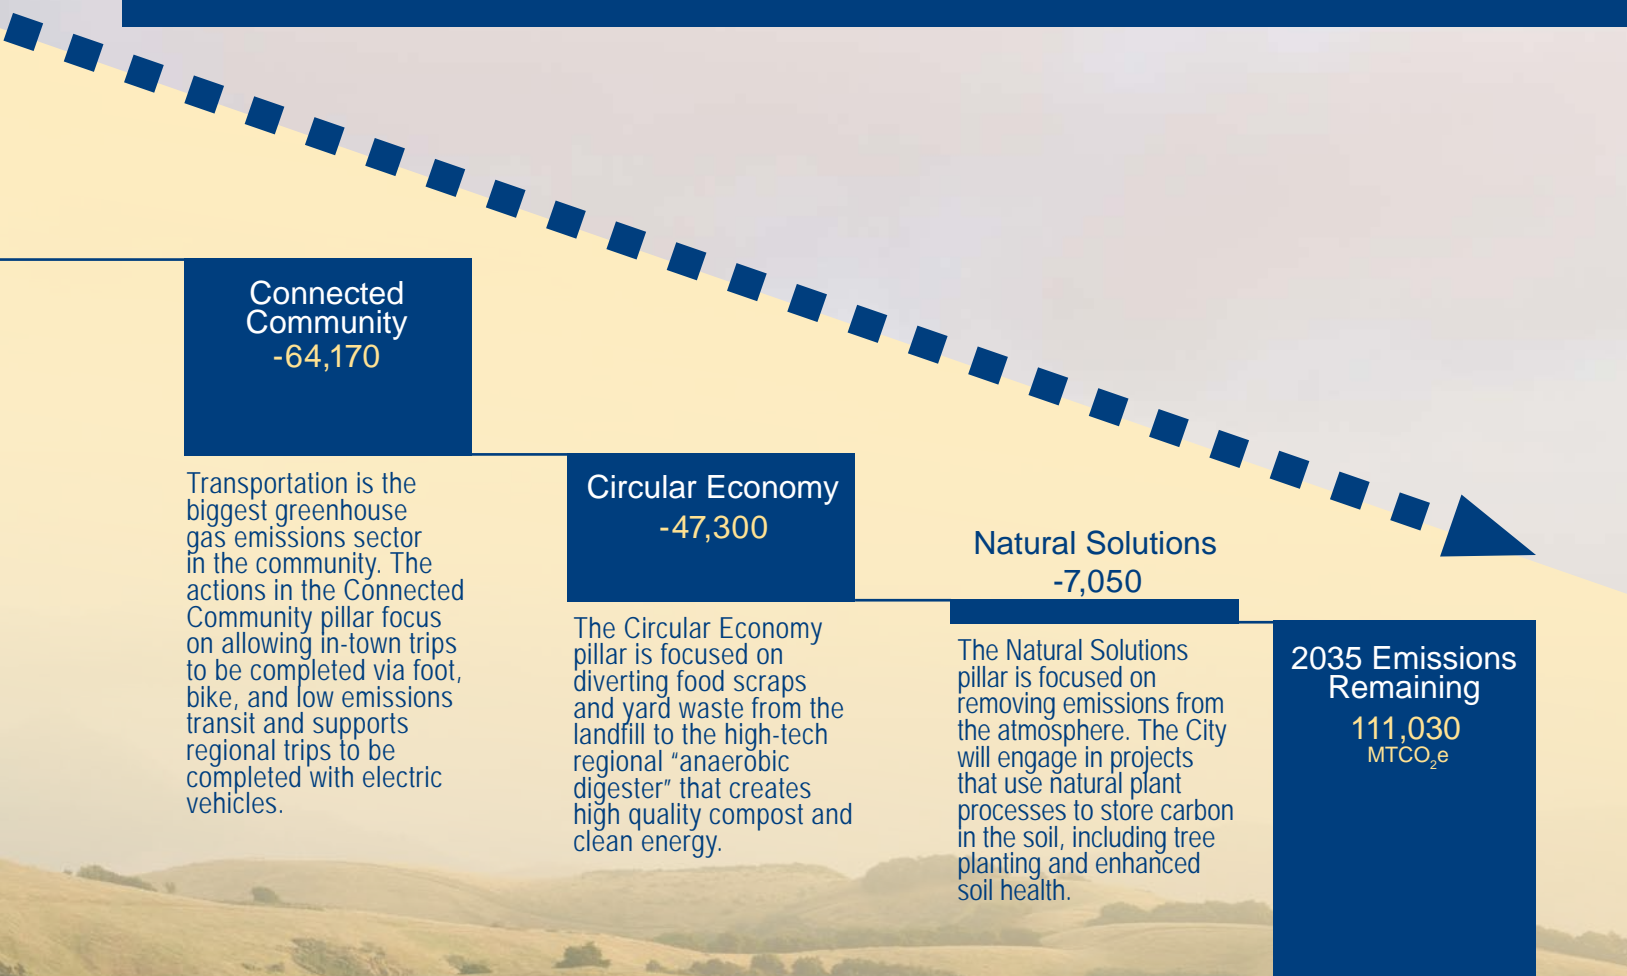 Connected
Community
-64,170
Transportation is the
biggest greenhouse
gas emissions sector
in the community. The
actions in the Connected
Community pillar focus
on allowing in-town trips
to be completed via foot,
bike, and low emissions
transit and supports
regional trips to be
completed with electric
vehicles.
Circular Economy
-47,300
The Circular Economy
pillar is focused on
diverting food scraps
and yard waste from the
landfill to the high-tech
regional “anaerobic
digester” that creates
high quality compost and
clean energy.
Natural Solutions
-7,050
The Natural Solutions
pillar is focused on
removing emissions from
the atmosphere. The City
will engage in projects
that use natural plant
processes to store carbon
in the soil, including tree
planting and enhanced
soil health.
2035 Emissions
Remaining
111,030
MTCO₂e